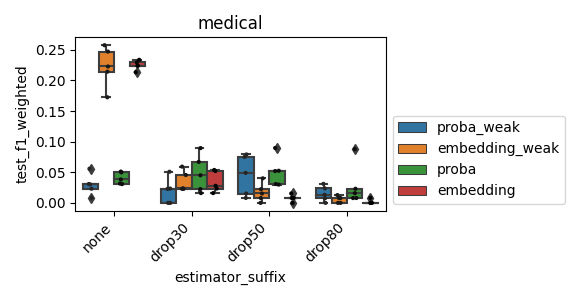 medical
test_f1_weighted
0.25
0.20
0.15
0.10
0.05
0.00
none
drop30
drop50
drop80
estimator_suffix
proba_weak
embedding_weak
proba
embedding